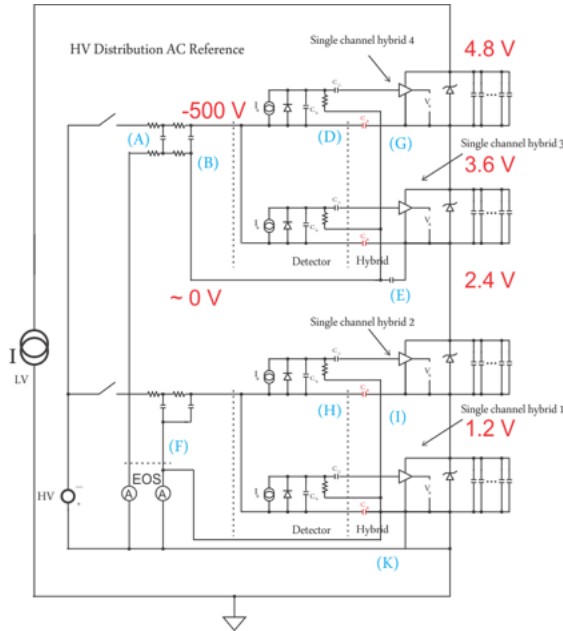 HV Distribution AC Reference
Single channel hybrid 4
4.8 V
-500 V
(A)
(B)
(D)
(G)
Single channel hybrid 3
3.6 V
Detector
Hybrid
~ 0 V
(E)
2.4 V
Single channel hybrid 2
I
LV
(H)
(I)
Single channel hybrid 1
1.2 V
(F)
EOS
HV
A
A
Detector
Hybrid
(K)